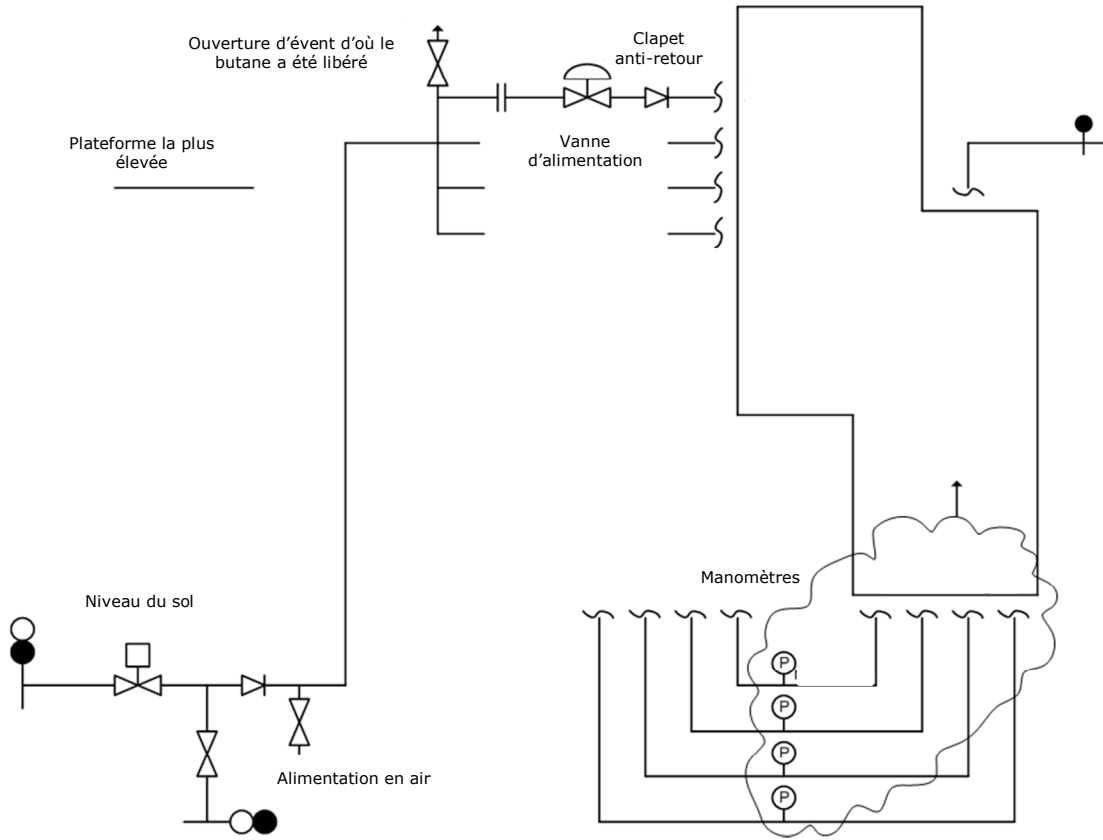 Ouverture d’évent d’où le
butane a été libéré
Clapet
anti-retour
Plateforme la plus
élevée
Vanne
d’alimentation
Manomètres
Niveau du sol
P
P
P
P
Alimentation en air